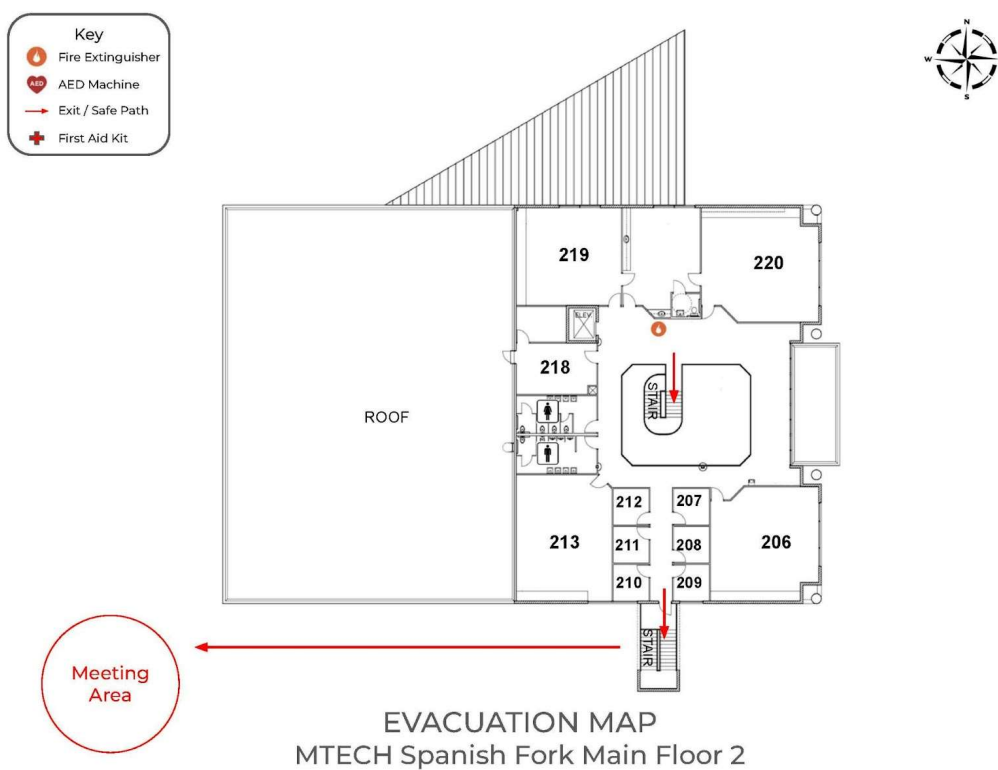 Key
Fire Extinguisher
AED
AED Machine
Exit / Safe Path
First Aid Kit
N
W
S
219
220
ELEV
218
STAIR
ROOF
212
207
213
211
208
206
210
209
STAIR
Meeting
Area
EVACUATION MAP
MTECH Spanish Fork Main Floor 2